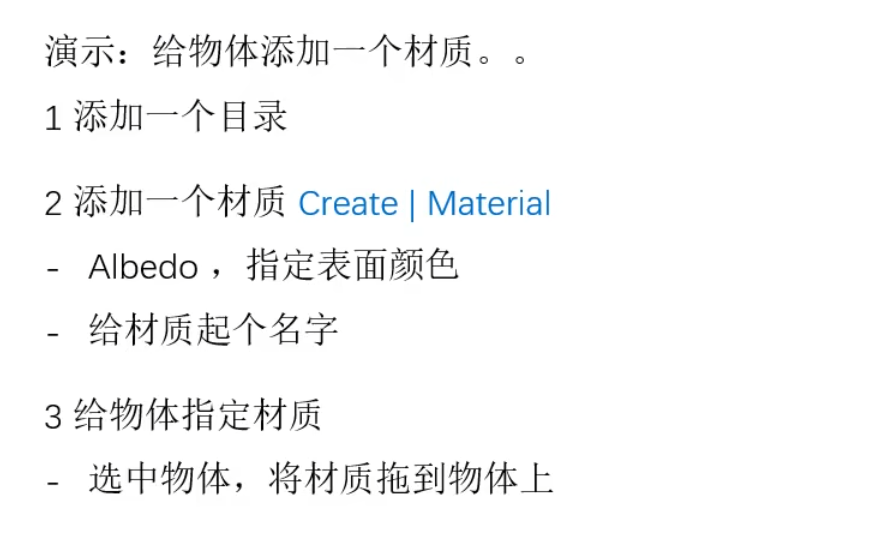 演示：给物体添加一个材质。。
1 添加一个目录
2 添加一个材质 Create | Material
- Albedo ，指定表面颜色
- 给材质起个名字
3 给物体指定材质
- 选中物体，将材质拖到物体上